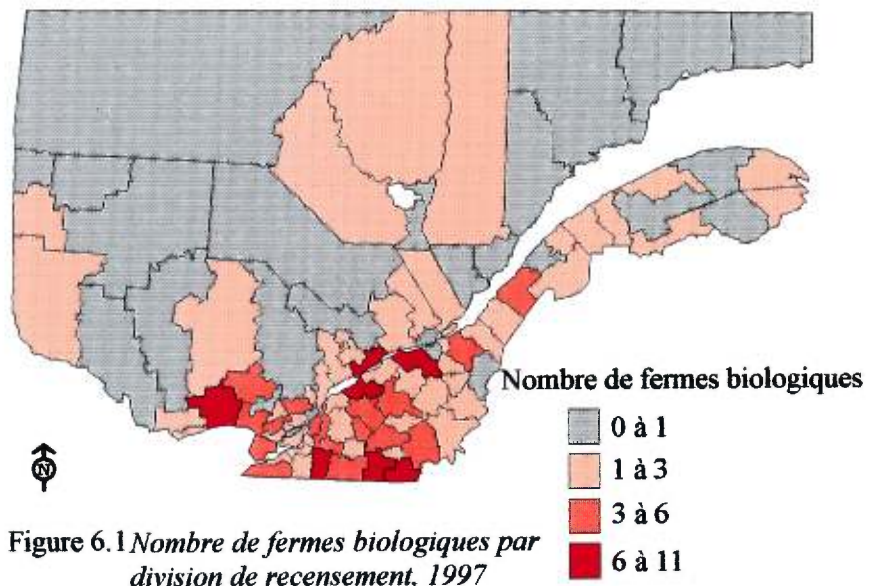 Nombre de fermes biologiques
0 à 1
1 à 3
3 à 6
6 à 11
N
Figure 6.1 Nombre de fermes biologiques par
division de recensement, 1997